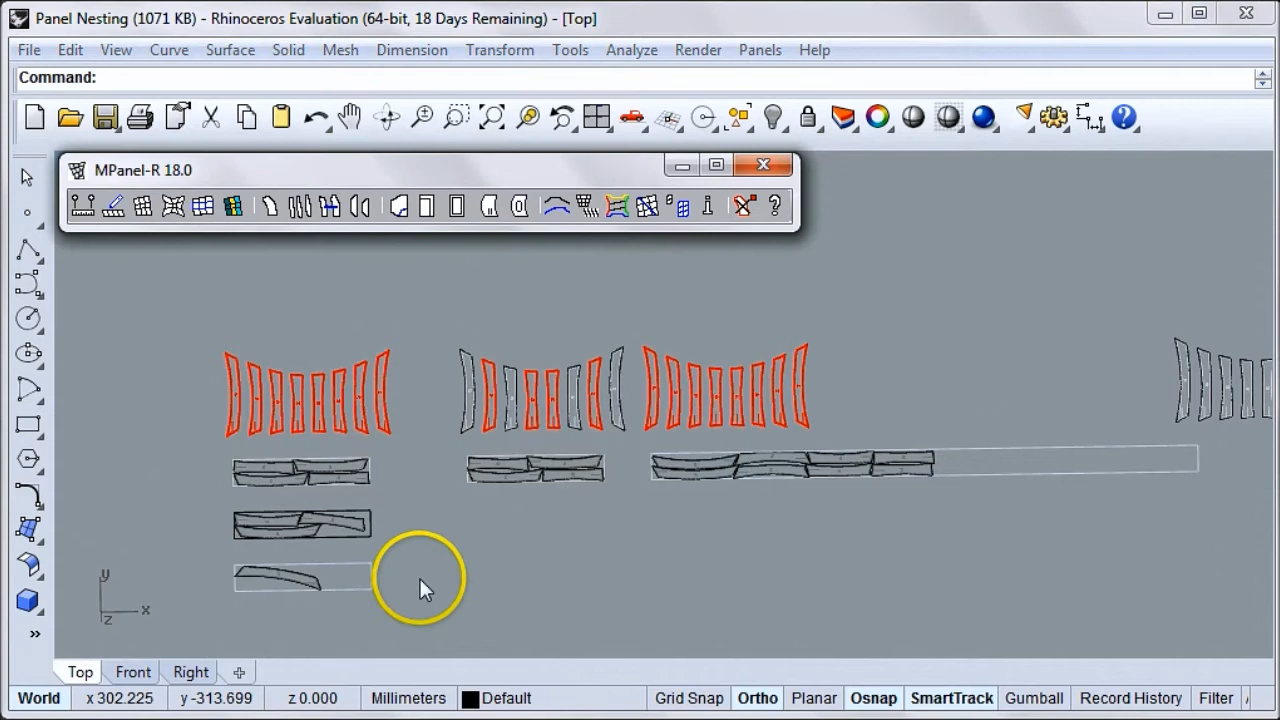 Panel Nesting (1071 KB) - Rhinoceros Evaluation (64-bit, 18 Days Remaining) - [Top]
File Edit View Curve Surface Solid Mesh Dimension Transform Tools Analyze Render Panels Help
Command:
MPanel-R 18.0
y
x
z
Top Front Right
World x 302.225 y -313.699 z 0.000 Millimeters Default Grid Snap Ortho Planar Osnap SmartTrack Gumball Record History Filter